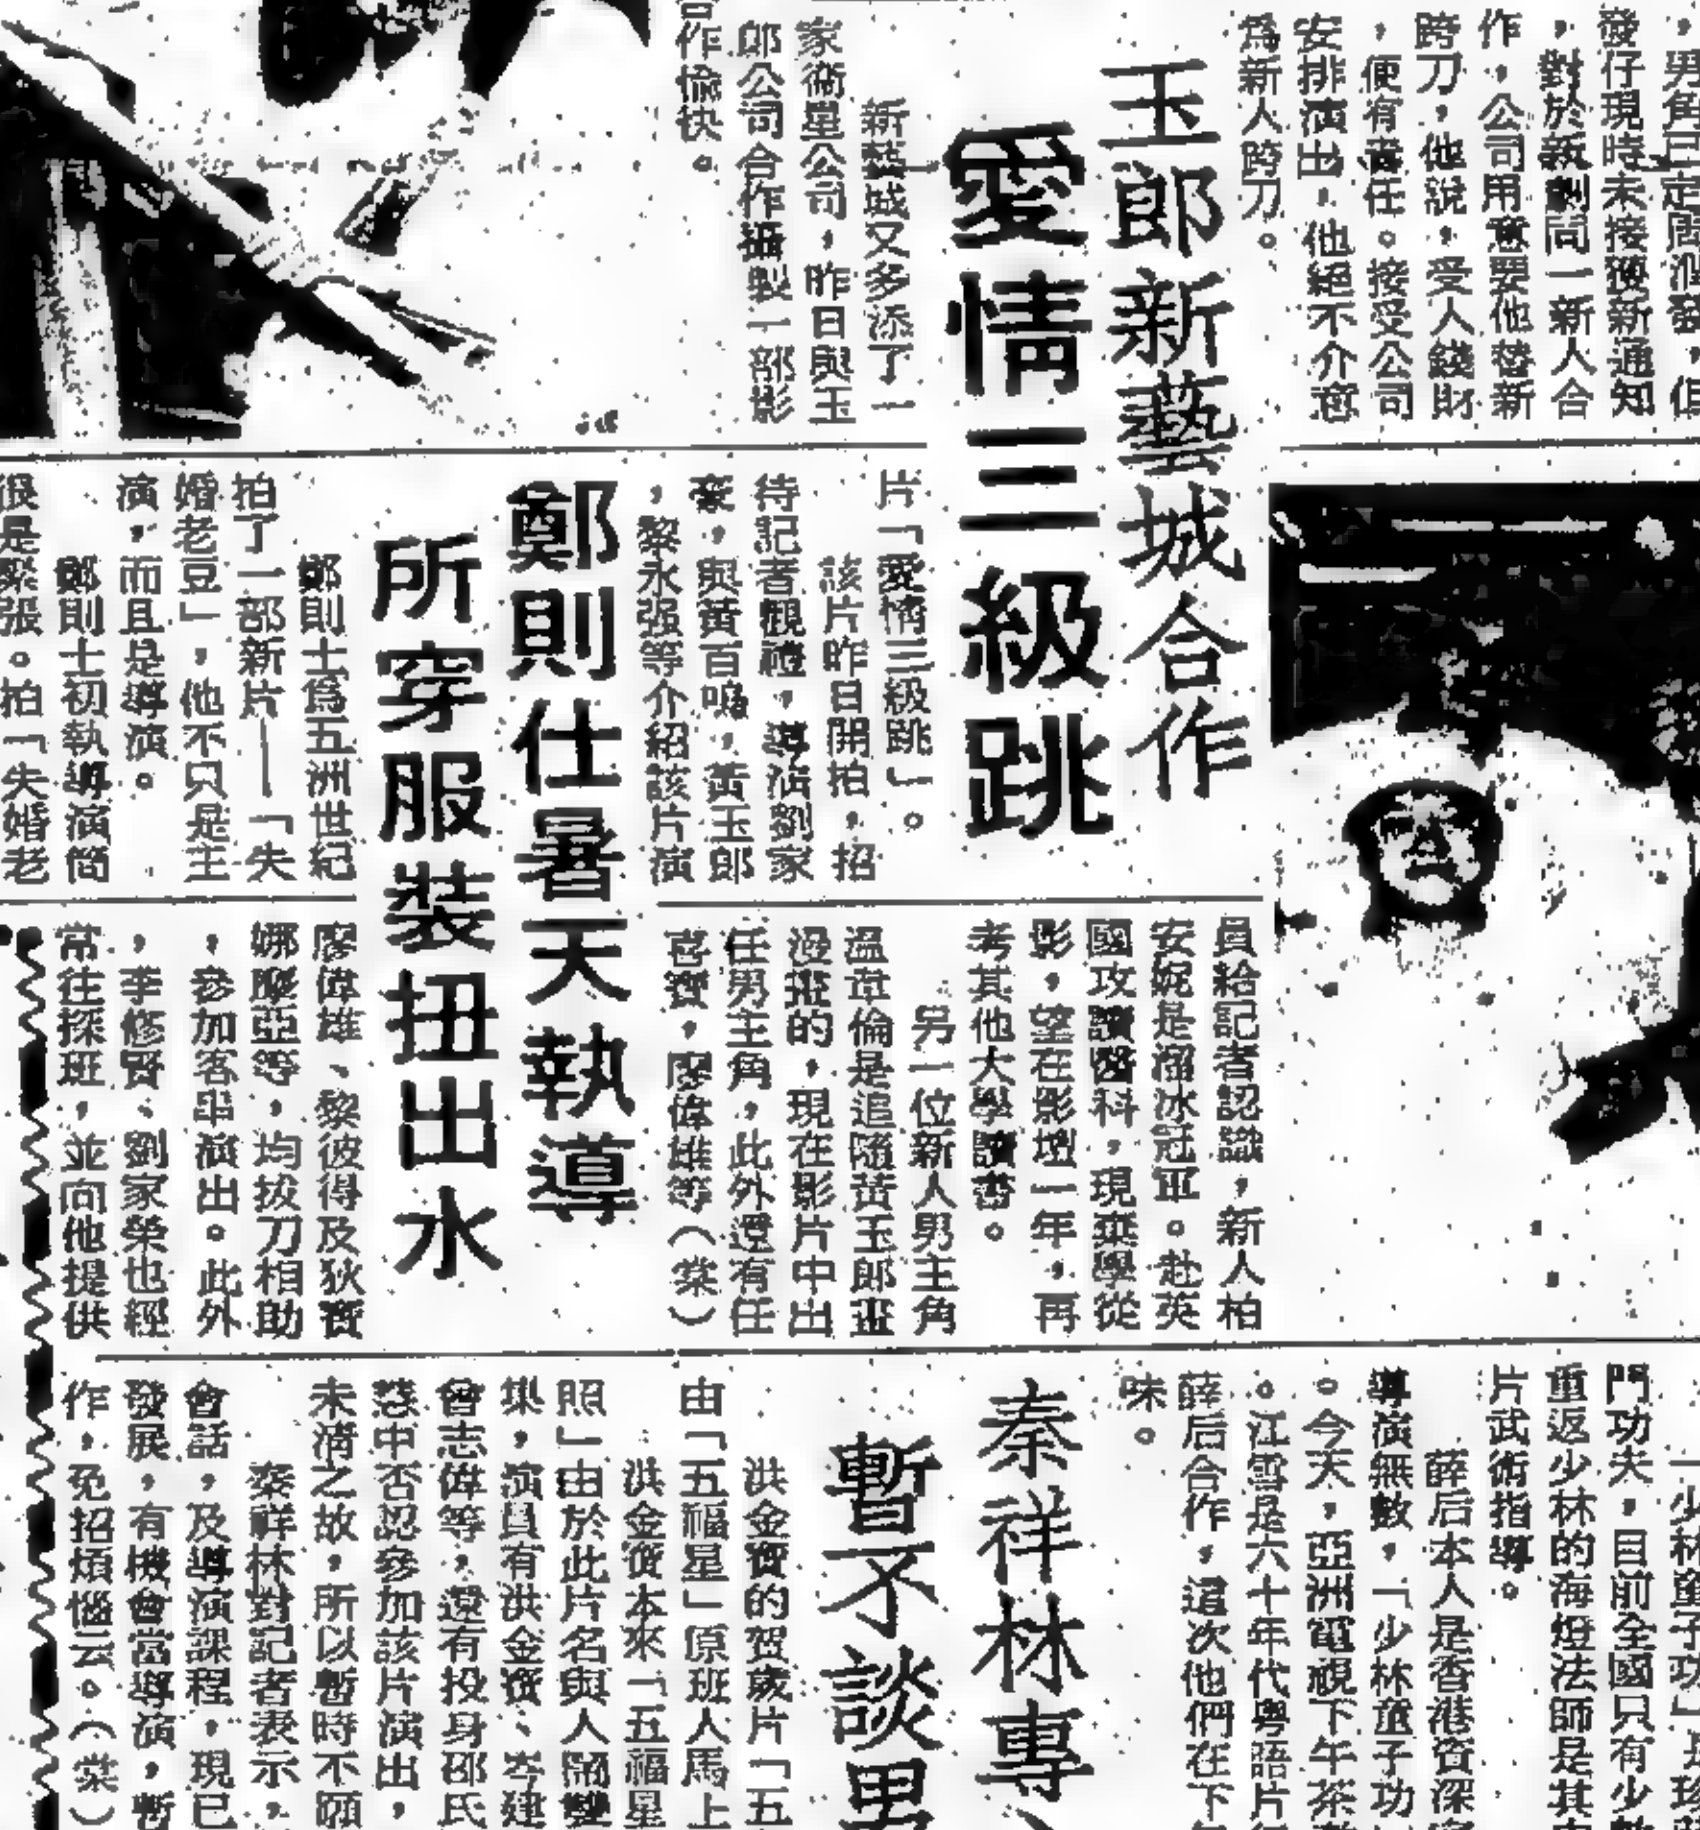 ，男角已定周潤發，但
發仔現時未接獲新通知
，對於新劇同一新人合
作，公司用意要他替新
跨刀，他說，受人錢財
，便有責任。接受公司
安排演出，他絕不介意
爲新人跨刀。
玉郎新藝城合作
愛情三級跳
新藝城又多添了一
家衞星公司，昨日與玉
郎公司合作攝製一部影
合作愉快。
片「愛情三級跳」。
該片昨日開拍，招
待記者觀禮，導演劉家
豪，與黃百鳴，黃玉郎
，黎永强等介紹該片演
員給記者認識，新人柏
安妮是溜冰冠軍。赴英
國攻讀醫科，現棄學從
影，望在影壇一年，再
考其他大學讀書。
另一位新人男主角
溫韋倫是追隨黃玉郎畫
漫畫的，現在影片中出
任男主角，此外還有任
，廖偉雄等（棠）
鄭則仕暑天執導
所穿服裝扭出水
鄭則士爲五洲世紀
拍了一部新片——「失
婚老豆」，他不只是主
演，而且是導演。
鄭則士初執導演筒
很是緊張。拍「失婚老
廖偉雄、黎彼得及狄寶
娜摩亞等，均拔刀相助
，參加客串演出。此外
，李修賢、劉家榮也經
常往探班，並向他提供
「少林童子功」是
門功夫，目前全國只有少
重返少林的海燈法師是其
片武術指導。
薛后本人是香港資深
導演無數，「少林童子功
。今天，亞洲電視下午茶
。江雪是六十年代粵語片
薛后合作，這次他們在下
味。
秦祥林專
暫不談男
洪金寶的賀歲片「五
由「五福星」原班人馬上
洪金寶本來「五福星
照」由於此片名與人鬧雙
集，演員有洪金寶、岑建
曾志偉等，還有投身邵氏
中否認參加該片演出，
未清之故，所以暫時不願
秦祥林對記者表示，
會話，及導演課程，現已
發展，有機會當導演，暫
作，免招煩惱云。（棠）